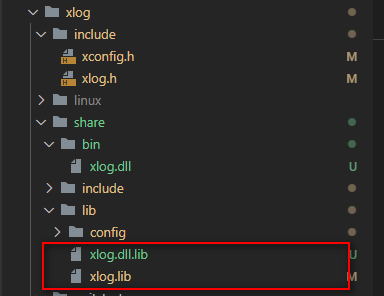 xlog
include
xconfig.h M
xlog.h M
linux
share
bin
xlog.dll U
include
lib
config
xlog.dll.lib U
xlog.lib M